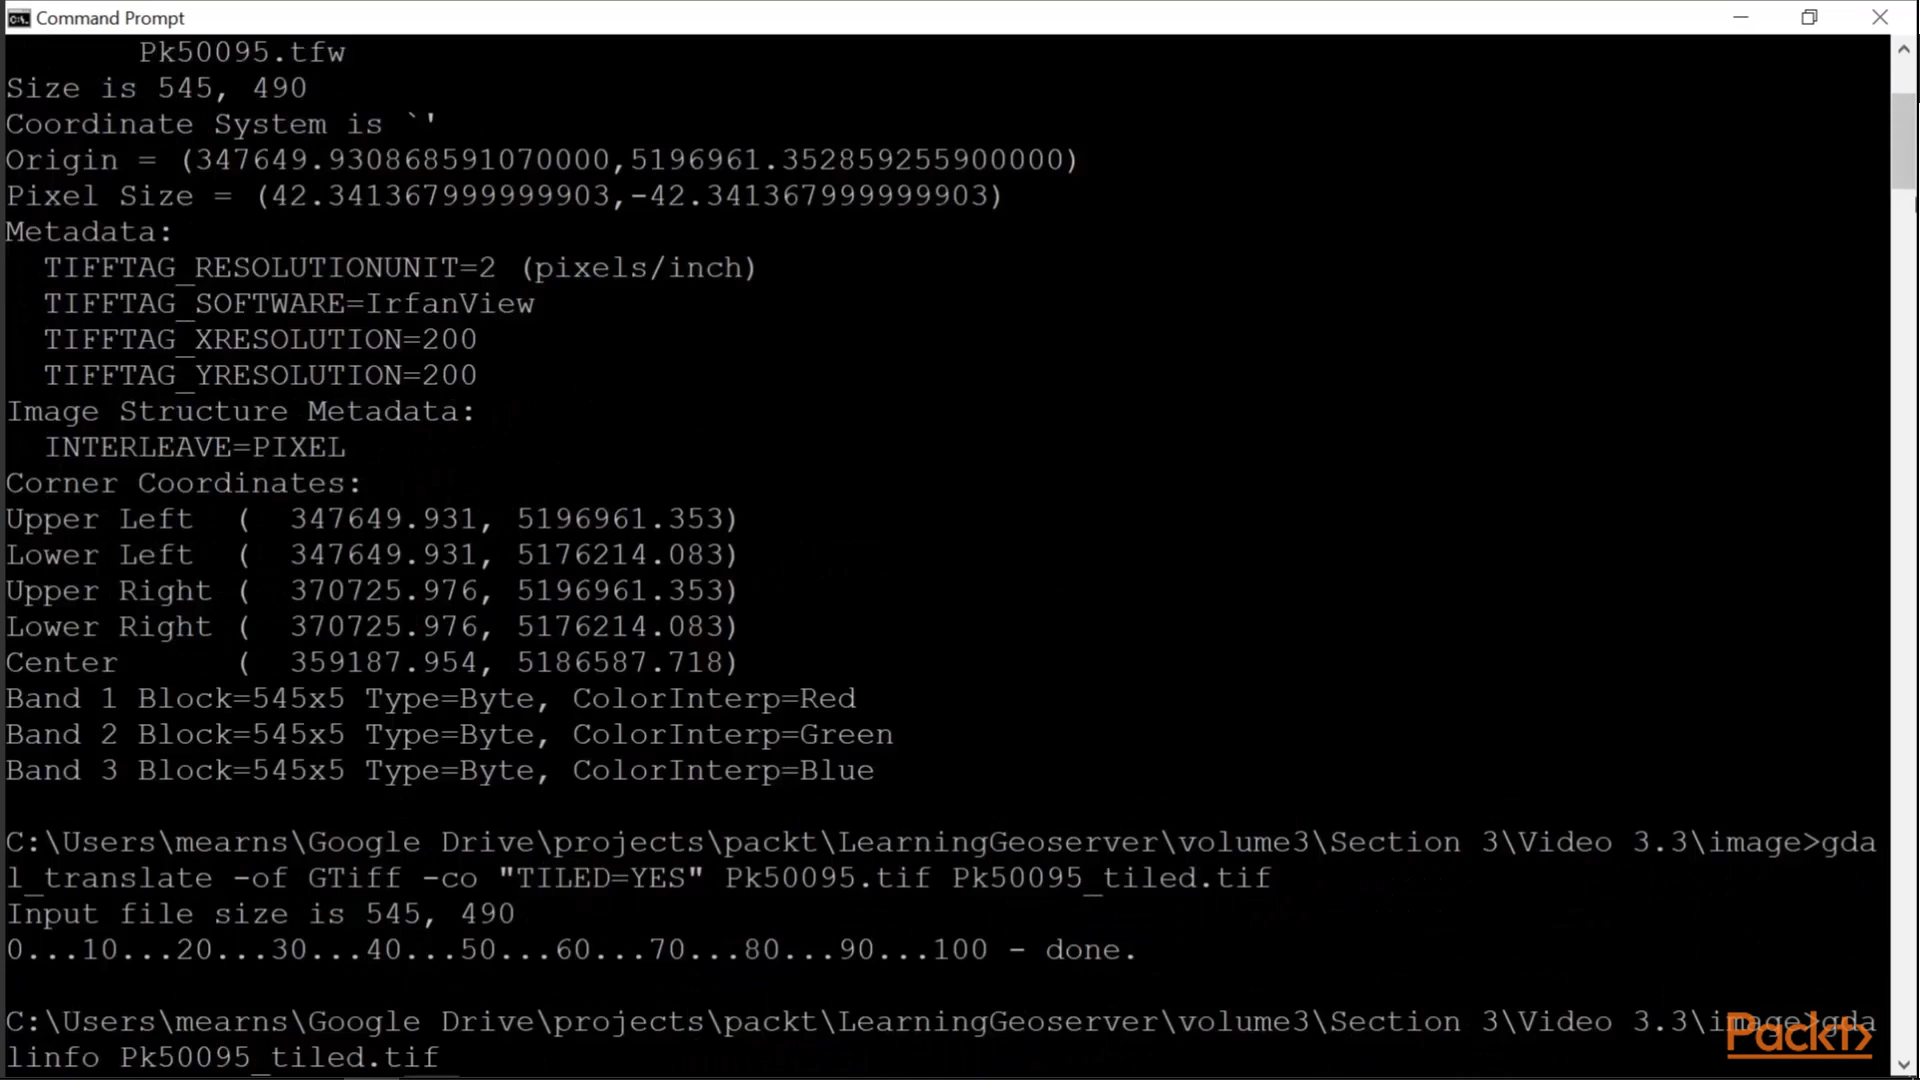 Command Prompt
Pk50095.tfw
Size is 545, 490
Coordinate System is `'
Origin = (347649.930868591070000,5196961.352859255900000)
Pixel Size = (42.341367999999903,-42.341367999999903)
Metadata:
  TIFFTAG_RESOLUTIONUNIT=2 (pixels/inch)
  TIFFTAG_SOFTWARE=IrfanView
  TIFFTAG_XRESOLUTION=200
  TIFFTAG_YRESOLUTION=200
Image Structure Metadata:
  INTERLEAVE=PIXEL
Corner Coordinates:
Upper Left  (  347649.931, 5196961.353)
Lower Left  (  347649.931, 5176214.083)
Upper Right (  370725.976, 5196961.353)
Lower Right (  370725.976, 5176214.083)
Center      (  359187.954, 5186587.718)
Band 1 Block=545x5 Type=Byte, ColorInterp=Red
Band 2 Block=545x5 Type=Byte, ColorInterp=Green
Band 3 Block=545x5 Type=Byte, ColorInterp=Blue
C:\Users\mearns\Google Drive\projects\packt\LearningGeoserver\volume3\Section 3\Video 3.3\image>gda
l_translate -of GTiff -co "TILED=YES" Pk50095.tif Pk50095_tiled.tif
Input file size is 545, 490
0...10...20...30...40...50...60...70...80...90...100 - done.
C:\Users\mearns\Google Drive\projects\packt\LearningGeoserver\volume3\Section 3\Video 3.3\image>gda
linfo Pk50095_tiled.tif
Packt>